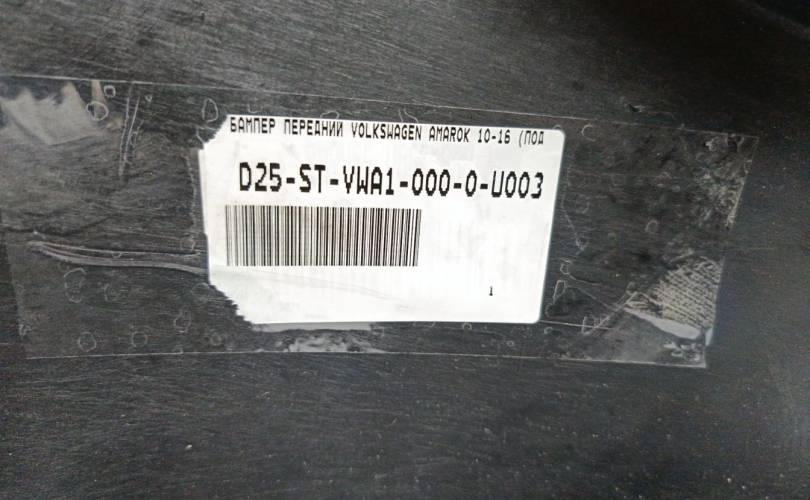 БАМПЕР ПЕРЕДНИЙ VOLKSWAGEN AMAROK 10-16 (ПОД
D25-ST-VWA1-000-0-U003
1